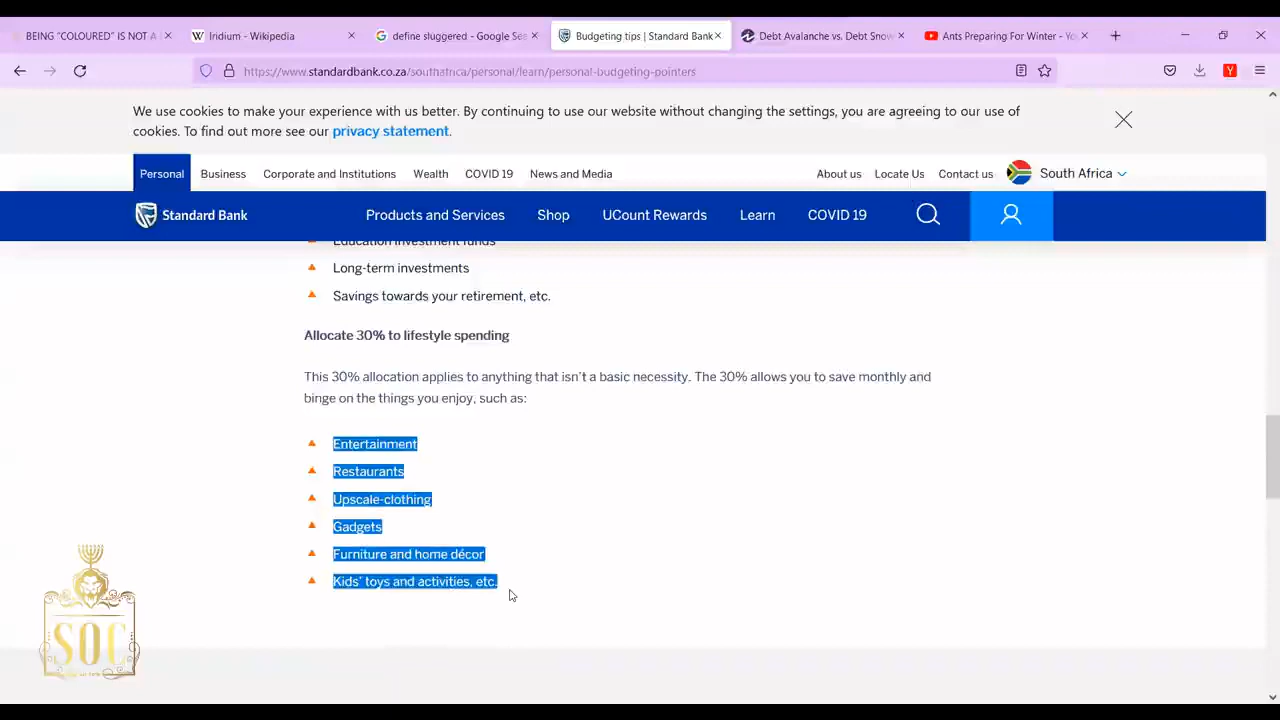 BEING “COLOURED” IS NOT A
Iridium - Wikipedia
define sluggered - Google Sea
Budgeting tips | Standard Bank
Debt Avalanche vs. Debt Snow
Ants Preparing For Winter - Yo
https://www.standardbank.co.za/southafrica/personal/learn/personal-budgeting-pointers
We use cookies to make your experience with us better. By continuing to use our website without changing the settings, you are agreeing to our use of
cookies. To find out more see our privacy statement.
Personal Business Corporate and Institutions Wealth COVID 19 News and Media About us Locate Us Contact us South Africa
Standard Bank Products and Services Shop UCount Rewards Learn COVID 19
Education investment funds
Long-term investments
Savings towards your retirement, etc.
Allocate 30% to lifestyle spending
This 30% allocation applies to anything that isn’t a basic necessity. The 30% allows you to save monthly and
binge on the things you enjoy, such as:
Entertainment
Restaurants
Upscale-clothing
Gadgets
Furniture and home décor
Kids’ toys and activities, etc.
SOC